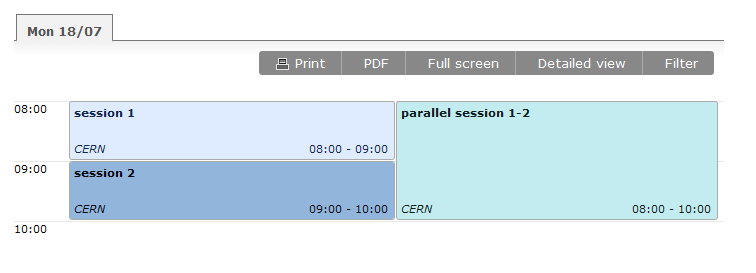 Mon 18/07
Print PDF Full screen Detailed view Filter
08:00
session 1
CERN 08:00 - 09:00
parallel session 1-2
CERN 08:00 - 10:00
09:00
session 2
CERN 09:00 - 10:00
10:00